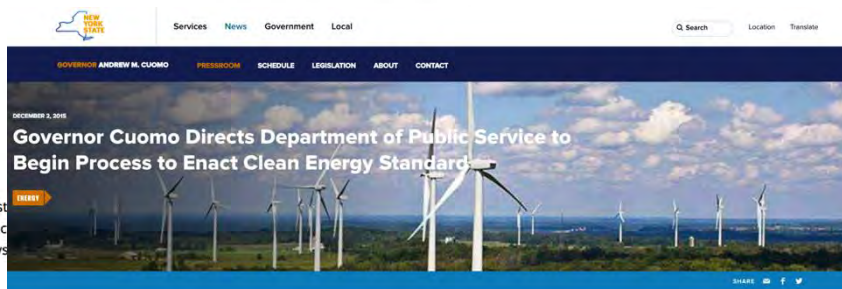 NEW
YORK
STATE
Services News Government Local
Search Location Translate
GOVERNOR ANDREW M. CUOMO PRESSROOM SCHEDULE LEGISLATION ABOUT CONTACT
DECEMBER 2, 2015
Governor Cuomo Directs Department of Public Service to
Begin Process to Enact Clean Energy Standard
ENERGY
SHARE